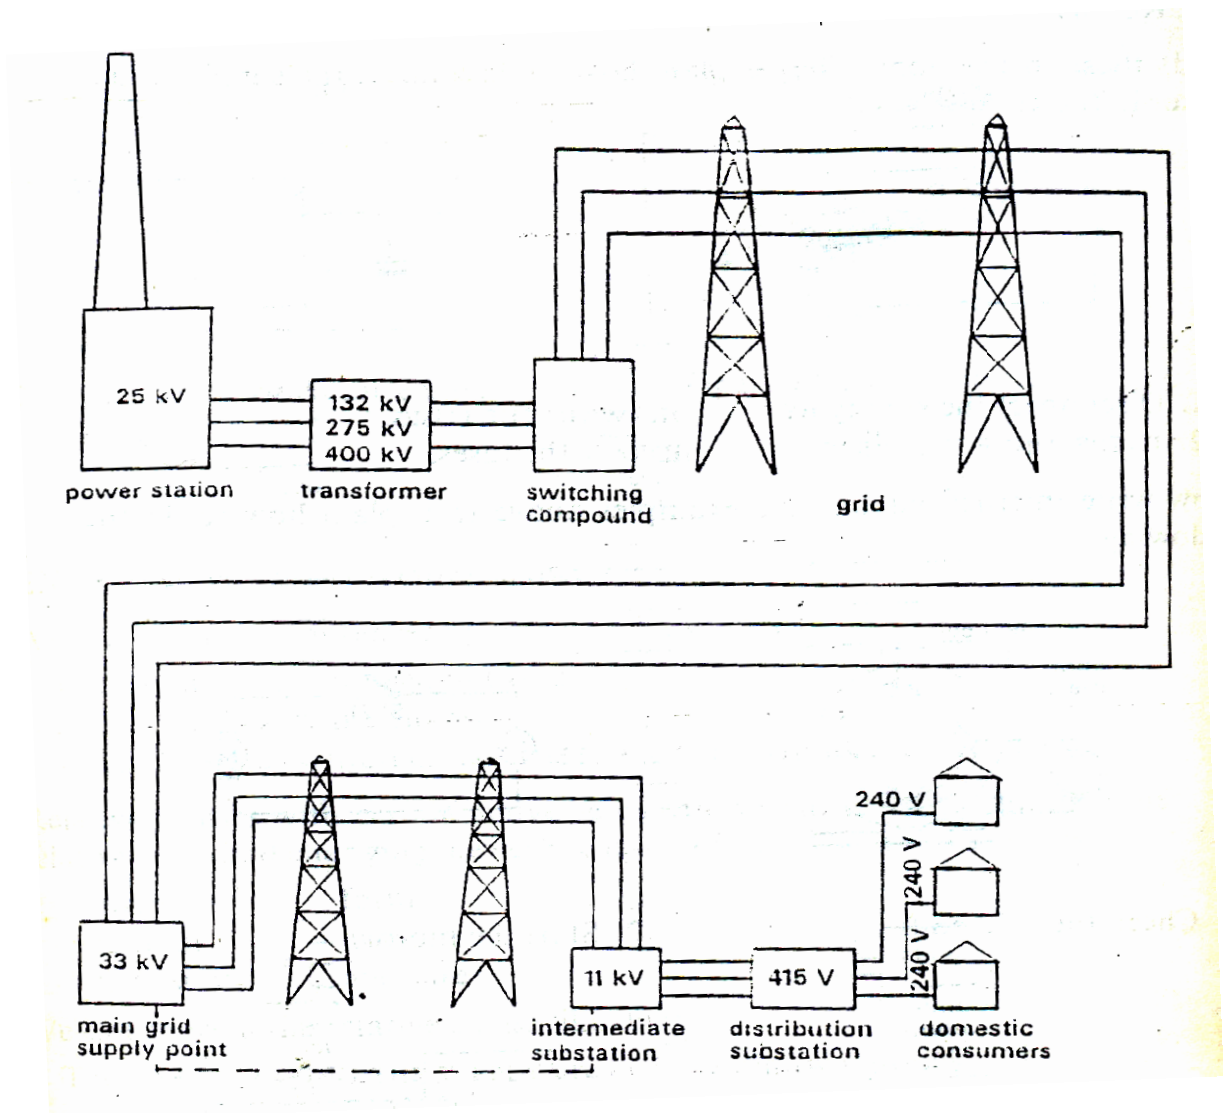 25 kV
132 kV
275 kV
400 kV
power station
transformer
switching
compound
grid
240 V
240 V
240 V
33 kV
11 kV
415 V
main grid
supply point
intermediate
substation
distribution
substation
domestic
consumers